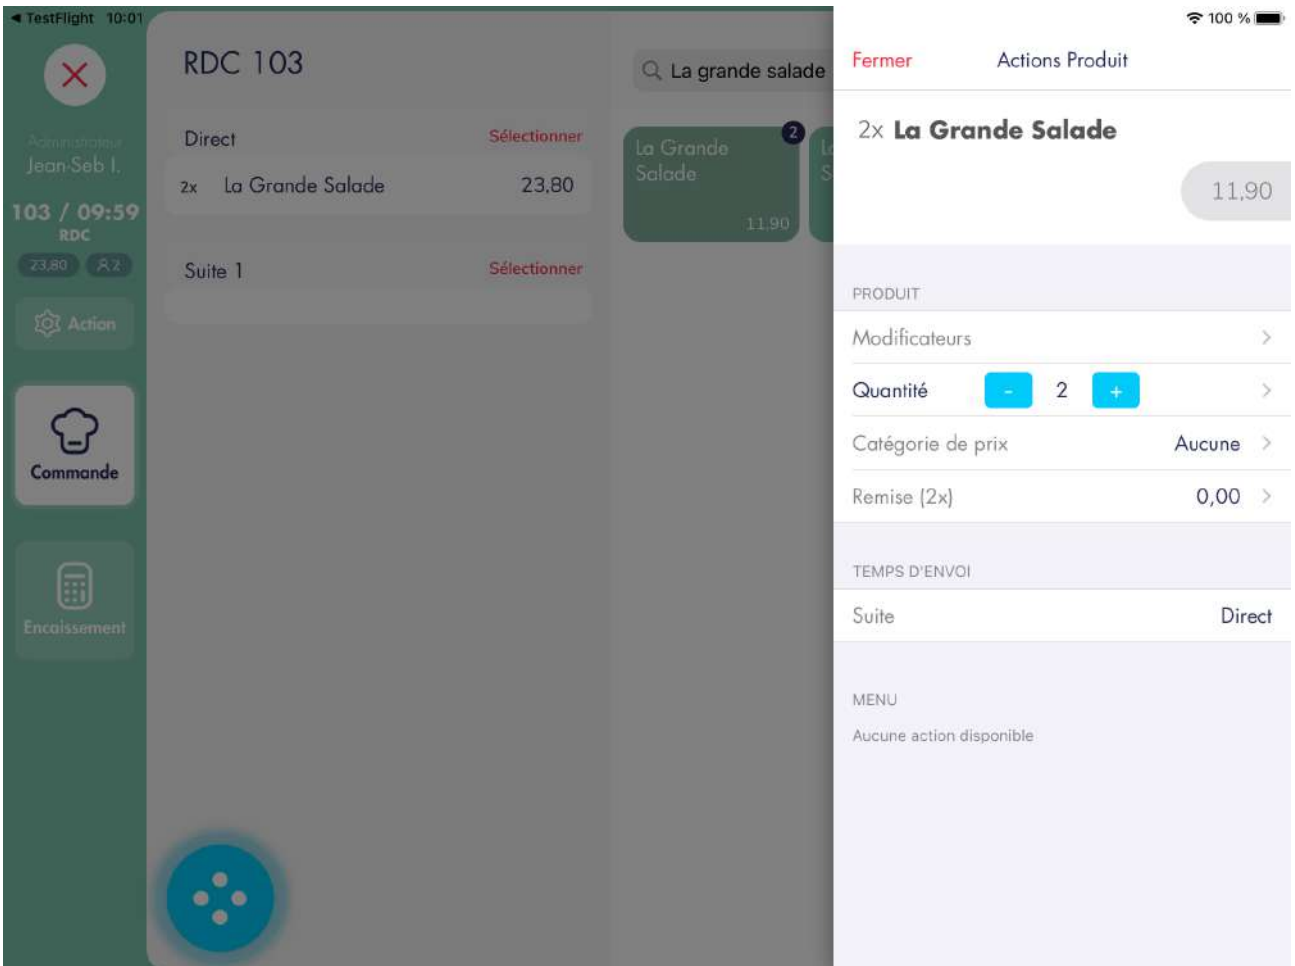 TestFlight 10:01
100 %
Administrateur
Jean-Seb I.
103 / 09:59
RDC
23,80
2
Action
Commande
Encaissement
RDC 103
Direct
Sélectionner
2x La Grande Salade 23,80
Suite 1
Sélectionner
La grande salade
La Grande
Salade
2
11,90
Fermer
Actions Produit
2x La Grande Salade
11,90
PRODUIT
Modificateurs
Quantité - 2 +
Catégorie de prix Aucune
Remise (2x) 0,00
TEMPS D'ENVOI
Suite Direct
MENU
Aucune action disponible